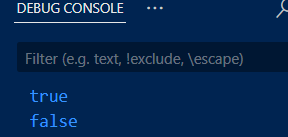 DEBUG CONSOLE ...
Filter (e.g. text, !exclude, \escape)
true
false